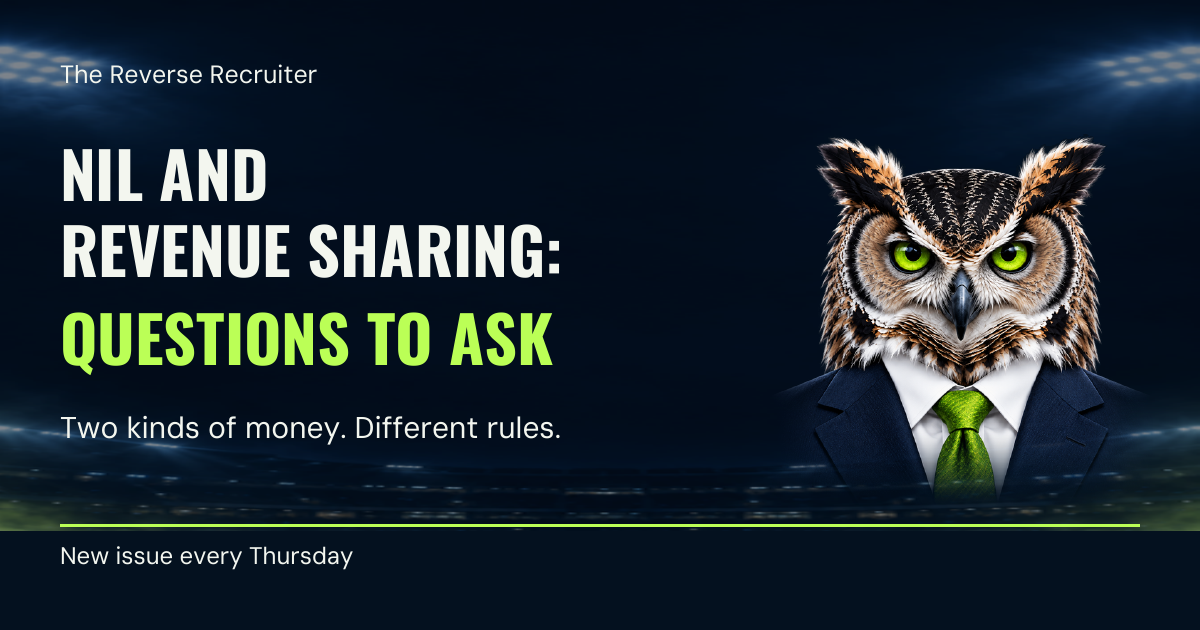 The Reverse Recruiter
NIL AND
REVENUE SHARING:
QUESTIONS TO ASK
Two kinds of money. Different rules.
New issue every Thursday